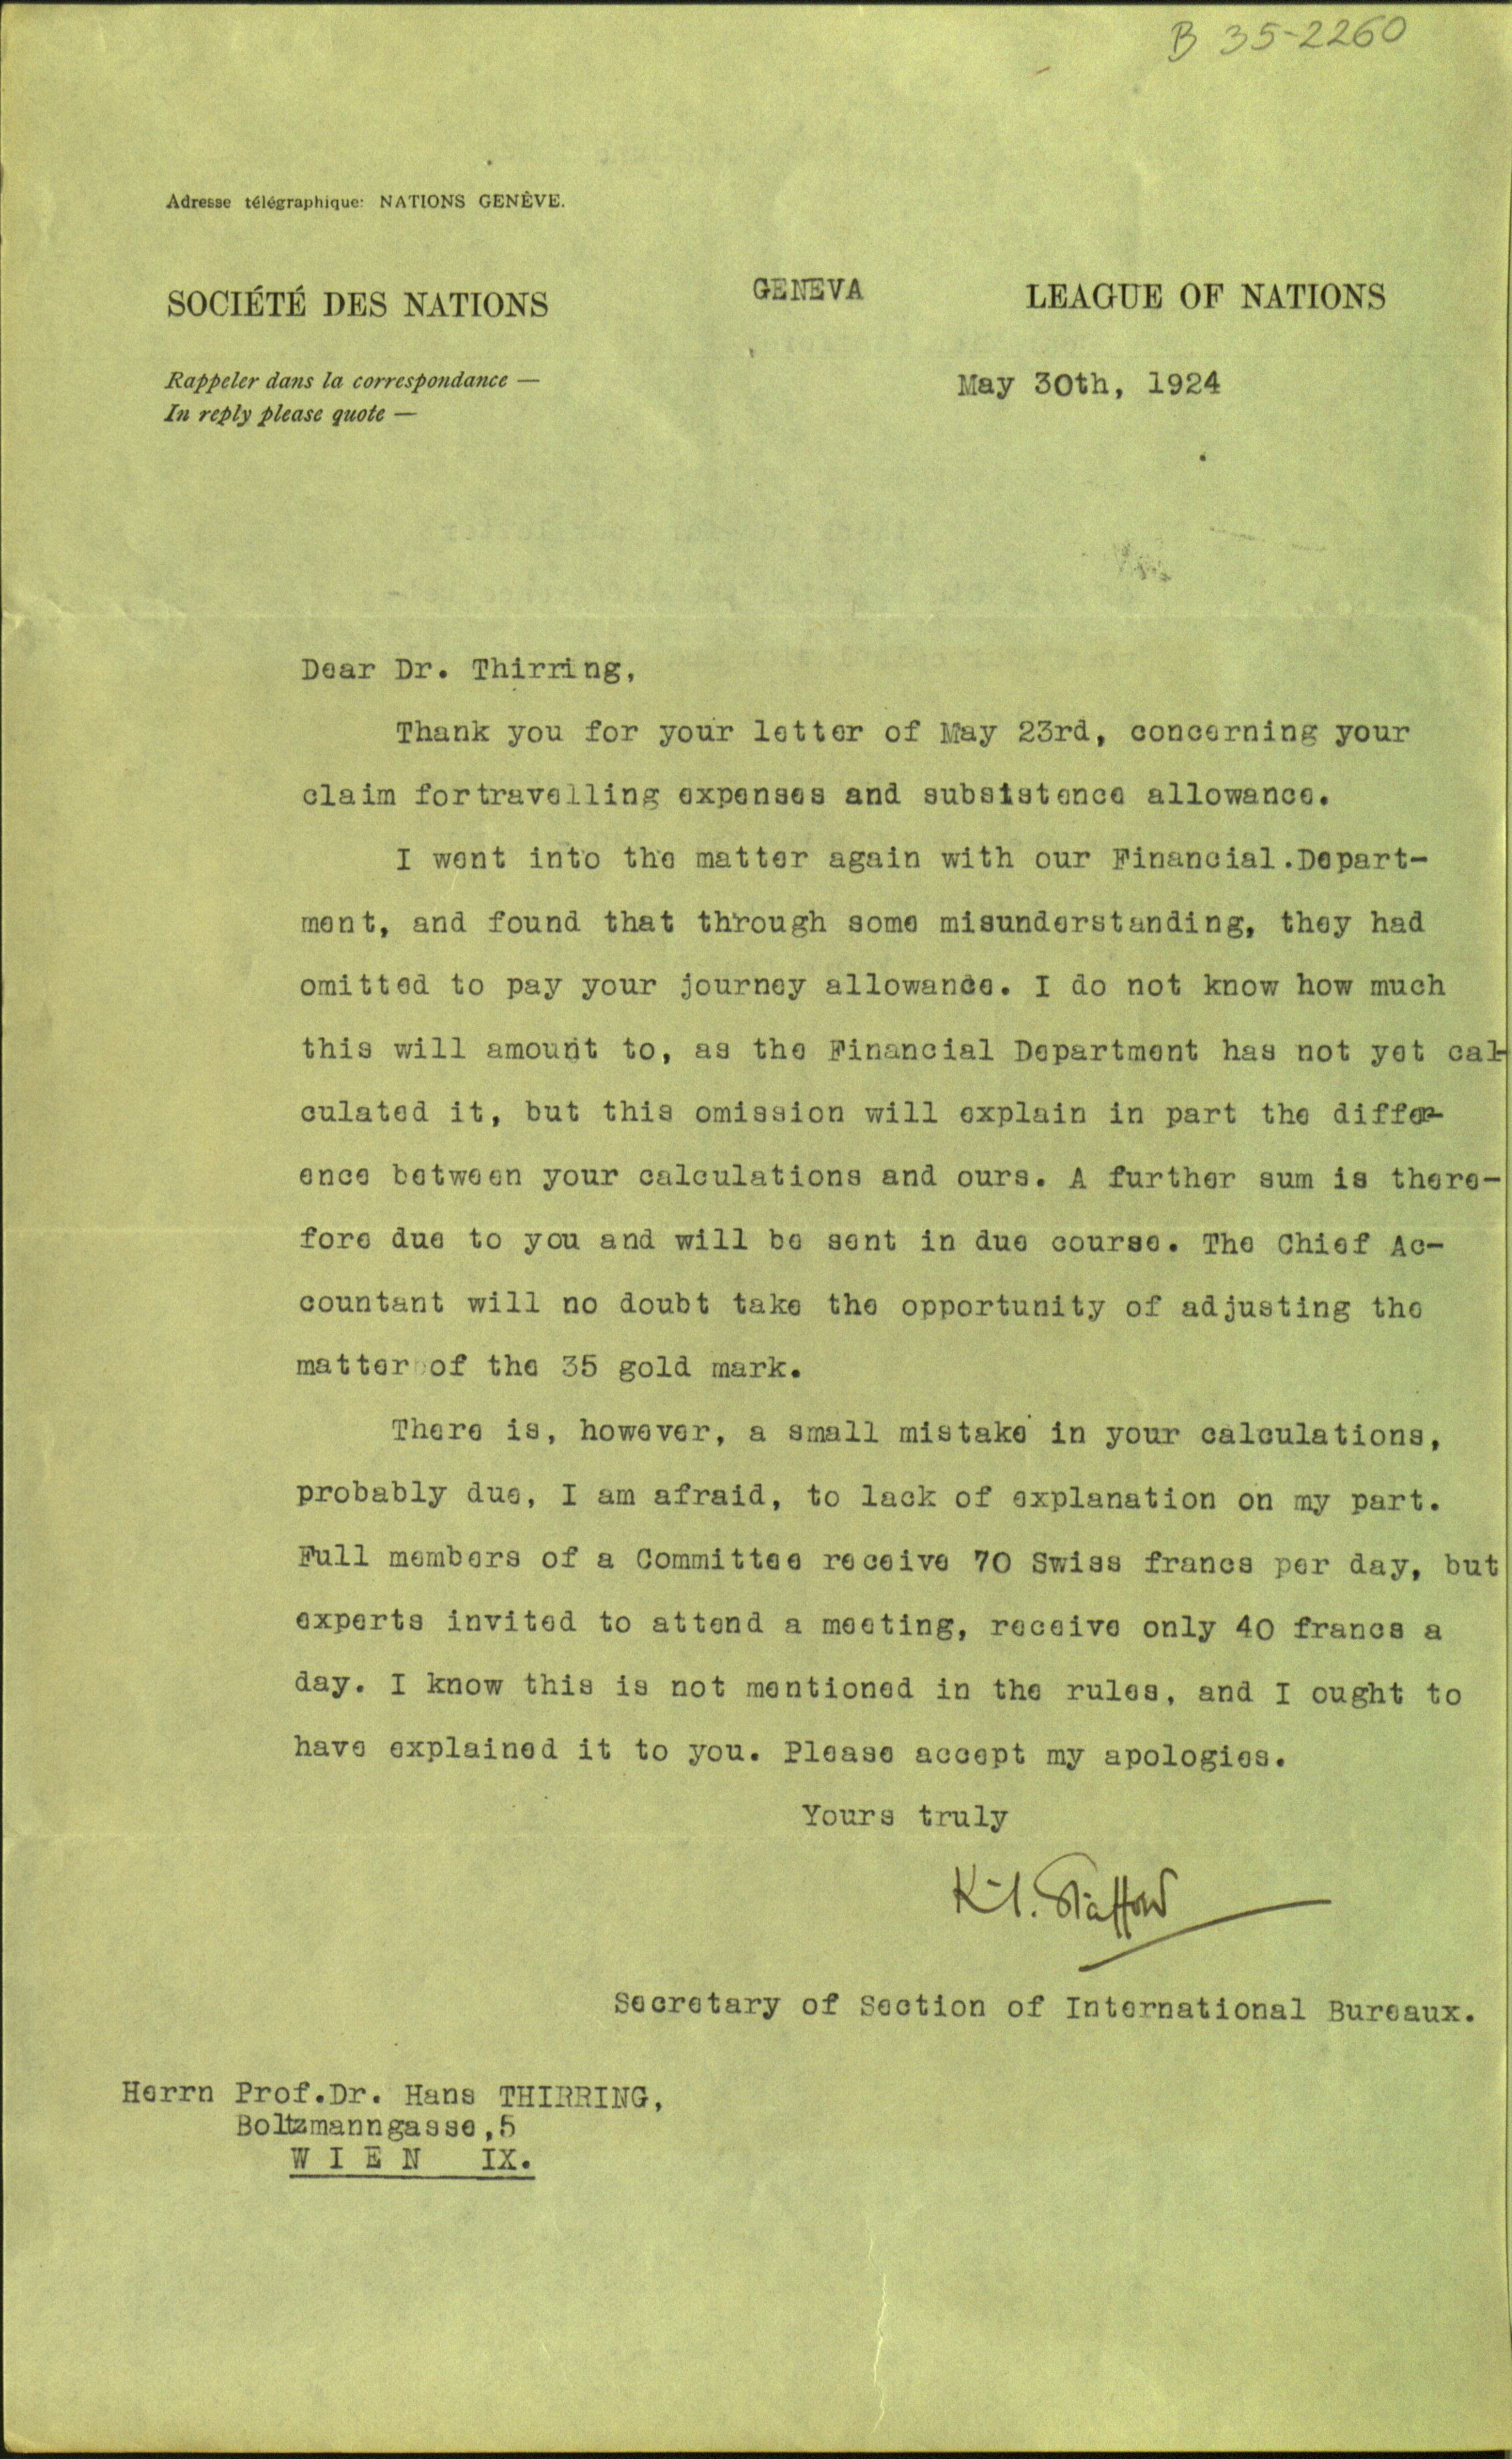 B 35-2260
Adresse télégraphique: NATIONS GENÈVE.
SOCIÉTÉ DES NATIONS
GENEVA
LEAGUE OF NATIONS
Rappeler dans la correspondance —
In reply please quote —
May 30th, 1924
Dear Dr. Thirring,
Thank you for your letter of May 23rd, concerning your
claim fortravelling expenses and subsistence allowance.
I went into the matter again with our Financial.Depart-
ment, and found that through some misunderstanding, they had
omitted to pay your journey allowance. I do not know how much
this will amount to, as the Financial Department has not yet cal-
culated it, but this omission will explain in part the differ-
ence between your calculations and ours. A further sum is there-
fore due to you and will be sent in due course. The Chief Ac-
countant will no doubt take the opportunity of adjusting the
matter of the 35 gold mark.
There is, however, a small mistake in your calculations,
probably due, I am afraid, to lack of explanation on my part.
Full members of a Committee receive 70 Swiss francs per day, but
experts invited to attend a meeting, receive only 40 francs a
day. I know this is not mentioned in the rules, and I ought to
have explained it to you. Please accept my apologies.
Yours truly
Secretary of Section of International Bureaux.
Herrn Prof.Dr. Hans THIRRING,
Boltzmanngasse,5
W I E N IX.